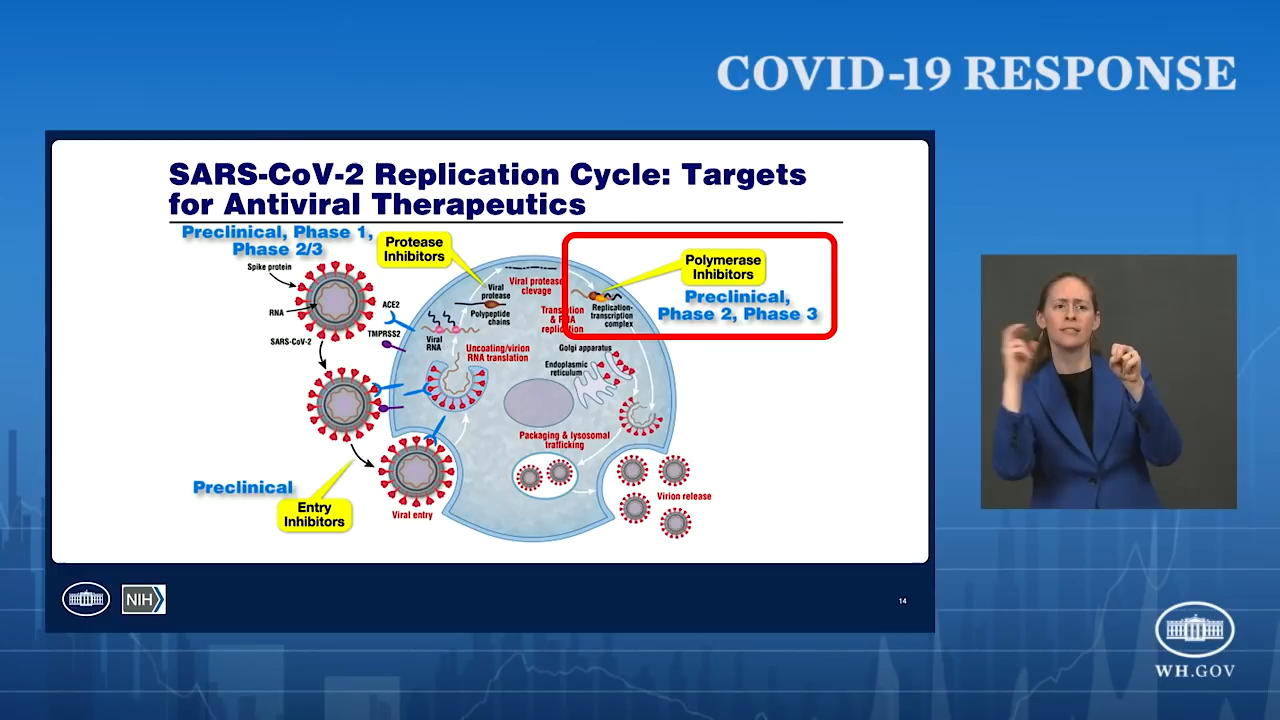 COVID-19 RESPONSE
SARS-CoV-2 Replication Cycle: Targets
for Antiviral Therapeutics
Preclinical, Phase 1,
Phase 2/3
Protease
Inhibitors
Polymerase
Inhibitors
Preclinical,
Phase 2, Phase 3
Spike protein
RNA
SARS-CoV-2
ACE2
TMPRSS2
Viral
RNA
Viral
protease
Polypeptide
chains
Viral protease
cleavage
Translation
& RNA
replication
Replication-
transcription
complex
Uncoating/virion
RNA translation
Golgi apparatus
Endoplasmic
reticulum
Packaging & lysosomal
trafficking
Virion release
Preclinical
Entry
Inhibitors
Viral entry
NIH
14
WH.GOV